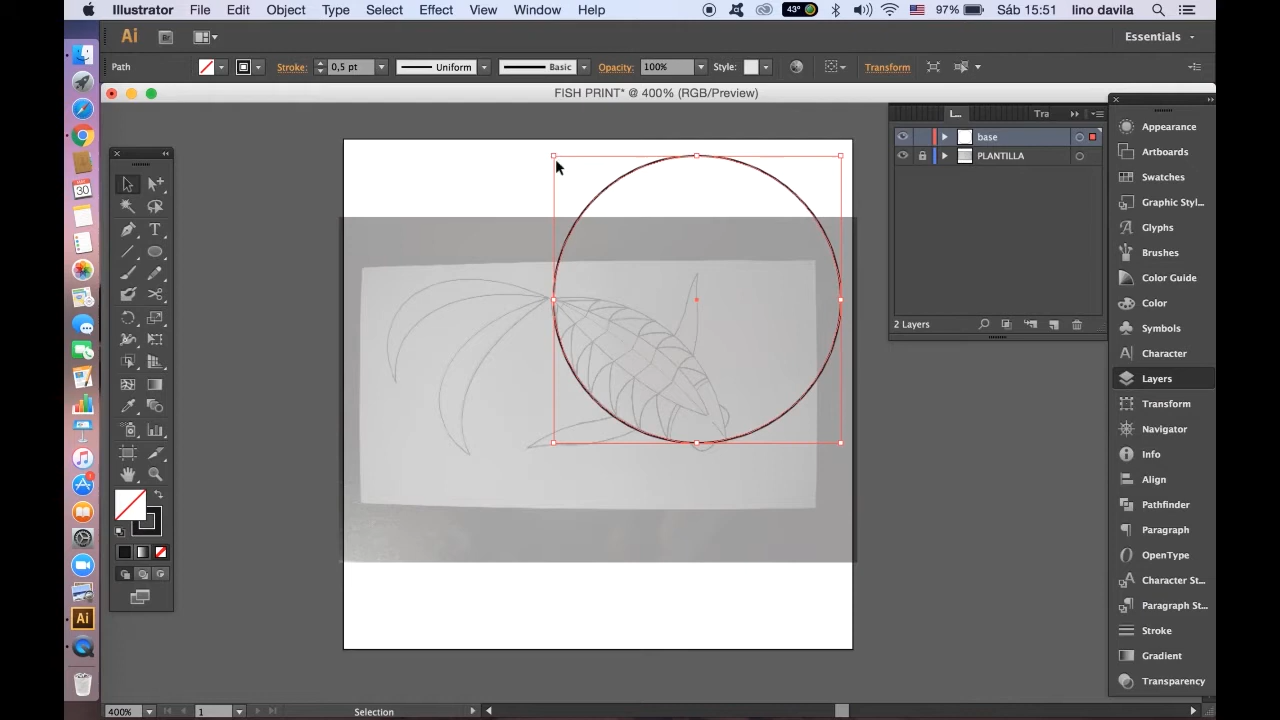 Illustrator File Edit Object Type Select Effect View Window Help 43° 97% Sáb 15:51 lino davila
Ai Br Essentials
Path Stroke: 0,5 pt Uniform Basic Opacity: 100% Style: Transform
FISH PRINT* @ 400% (RGB/Preview)
L... Tra
base
PLANTILLA
2 Layers
Appearance
Artboards
Swatches
Graphic Styl...
Glyphs
Brushes
Color Guide
Color
Symbols
Character
Layers
Transform
Navigator
Info
Align
Pathfinder
Paragraph
OpenType
Character St...
Paragraph St...
Stroke
Gradient
Transparency
30
Ai
400% 1 Selection